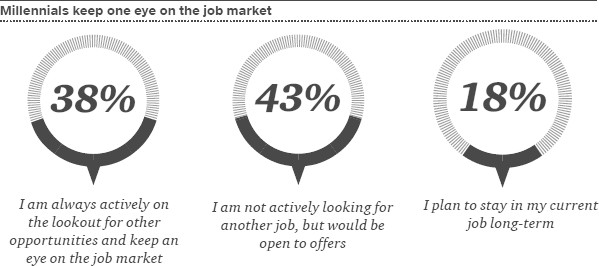 Millennials keep one eye on the job market
38%
43%
18%
I am always actively on
the lookout for other
opportunities and keep an
eye on the job market
I am not actively looking for
another job, but would be
open to offers
I plan to stay in my current
job long-term